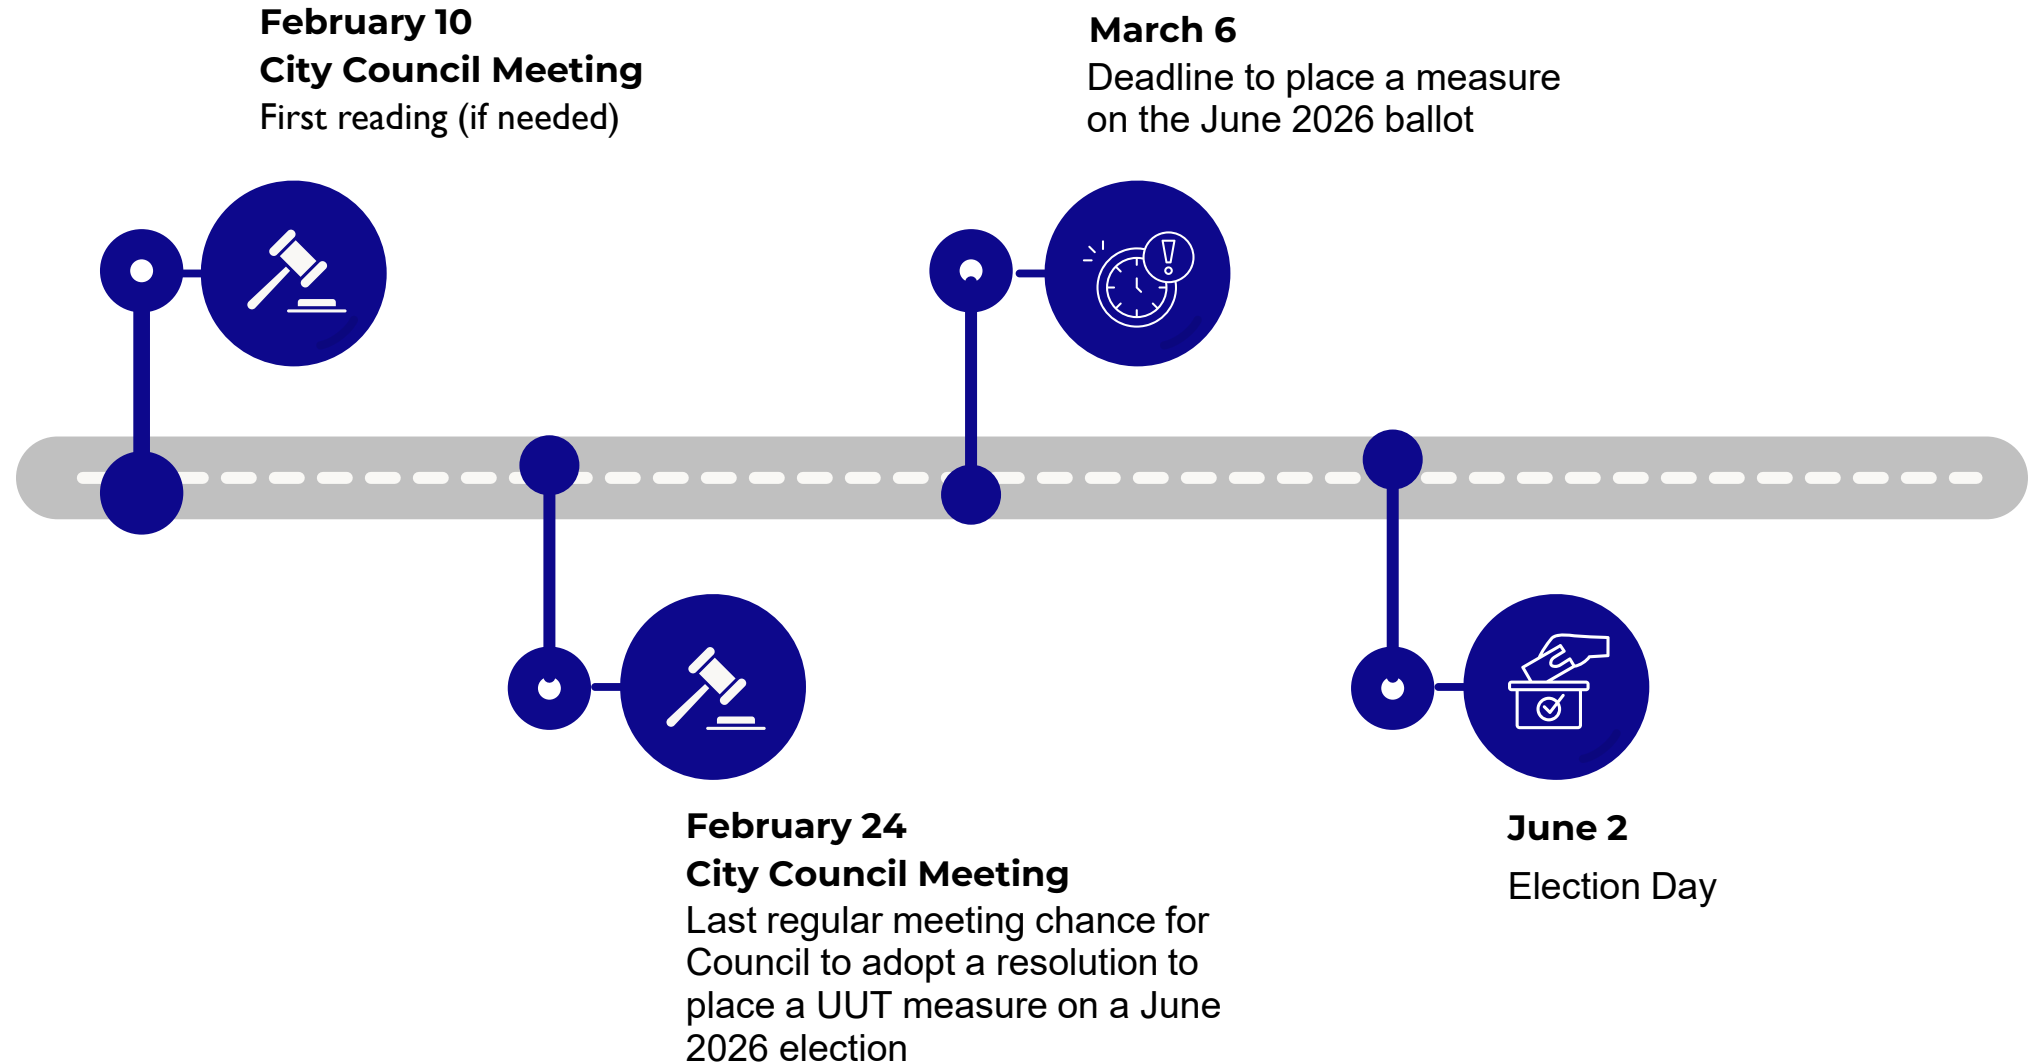 February 10
City Council Meeting
First reading (if needed)
March 6
Deadline to place a measure
on the June 2026 ballot
February 24
City Council Meeting
Last regular meeting chance for
Council to adopt a resolution to
place a UUT measure on a June
2026 election
June 2
Election Day